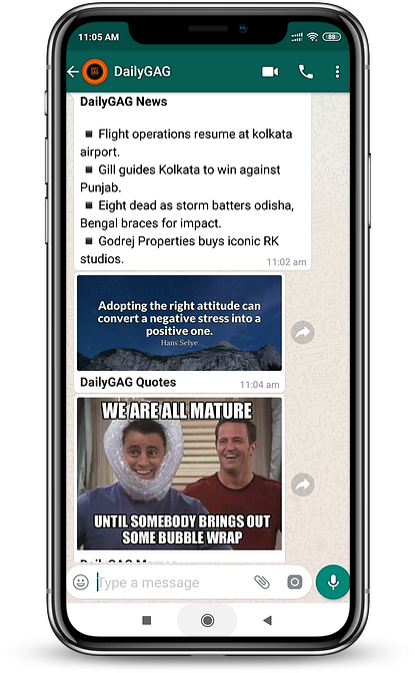 11:05 AM
88
DailyGAG
DailyGAG News
▪ Flight operations resume at kolkata
airport.
▪ Gill guides Kolkata to win against
Punjab.
▪ Eight dead as storm batters odisha,
Bengal braces for impact.
▪ Godrej Properties buys iconic RK
studios.
11:02 am
Adopting the right attitude can
convert a negative stress into a
positive one.
Hans Selye
DailyGAG Quotes
11:04 am
WE ARE ALL MATURE
UNTIL SOMEBODY BRINGS OUT
SOME BUBBLE WRAP
Type a message